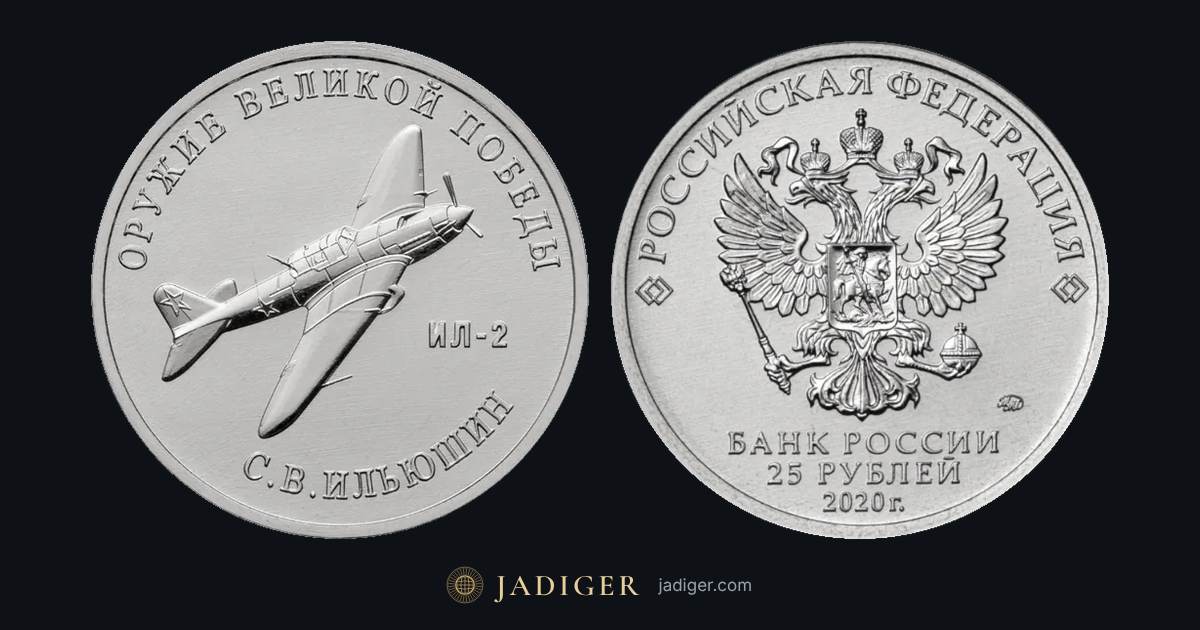 ОРУЖИЕ ВЕЛИКОЙ ПОБЕДЫ
ИЛ-2
С.В.ИЛЬЮШИН
РОССИЙСКАЯ ФЕДЕРАЦИЯ
БАНК РОССИИ
25 РУБЛЕЙ
2020 г.
JADIGER jadiger.com